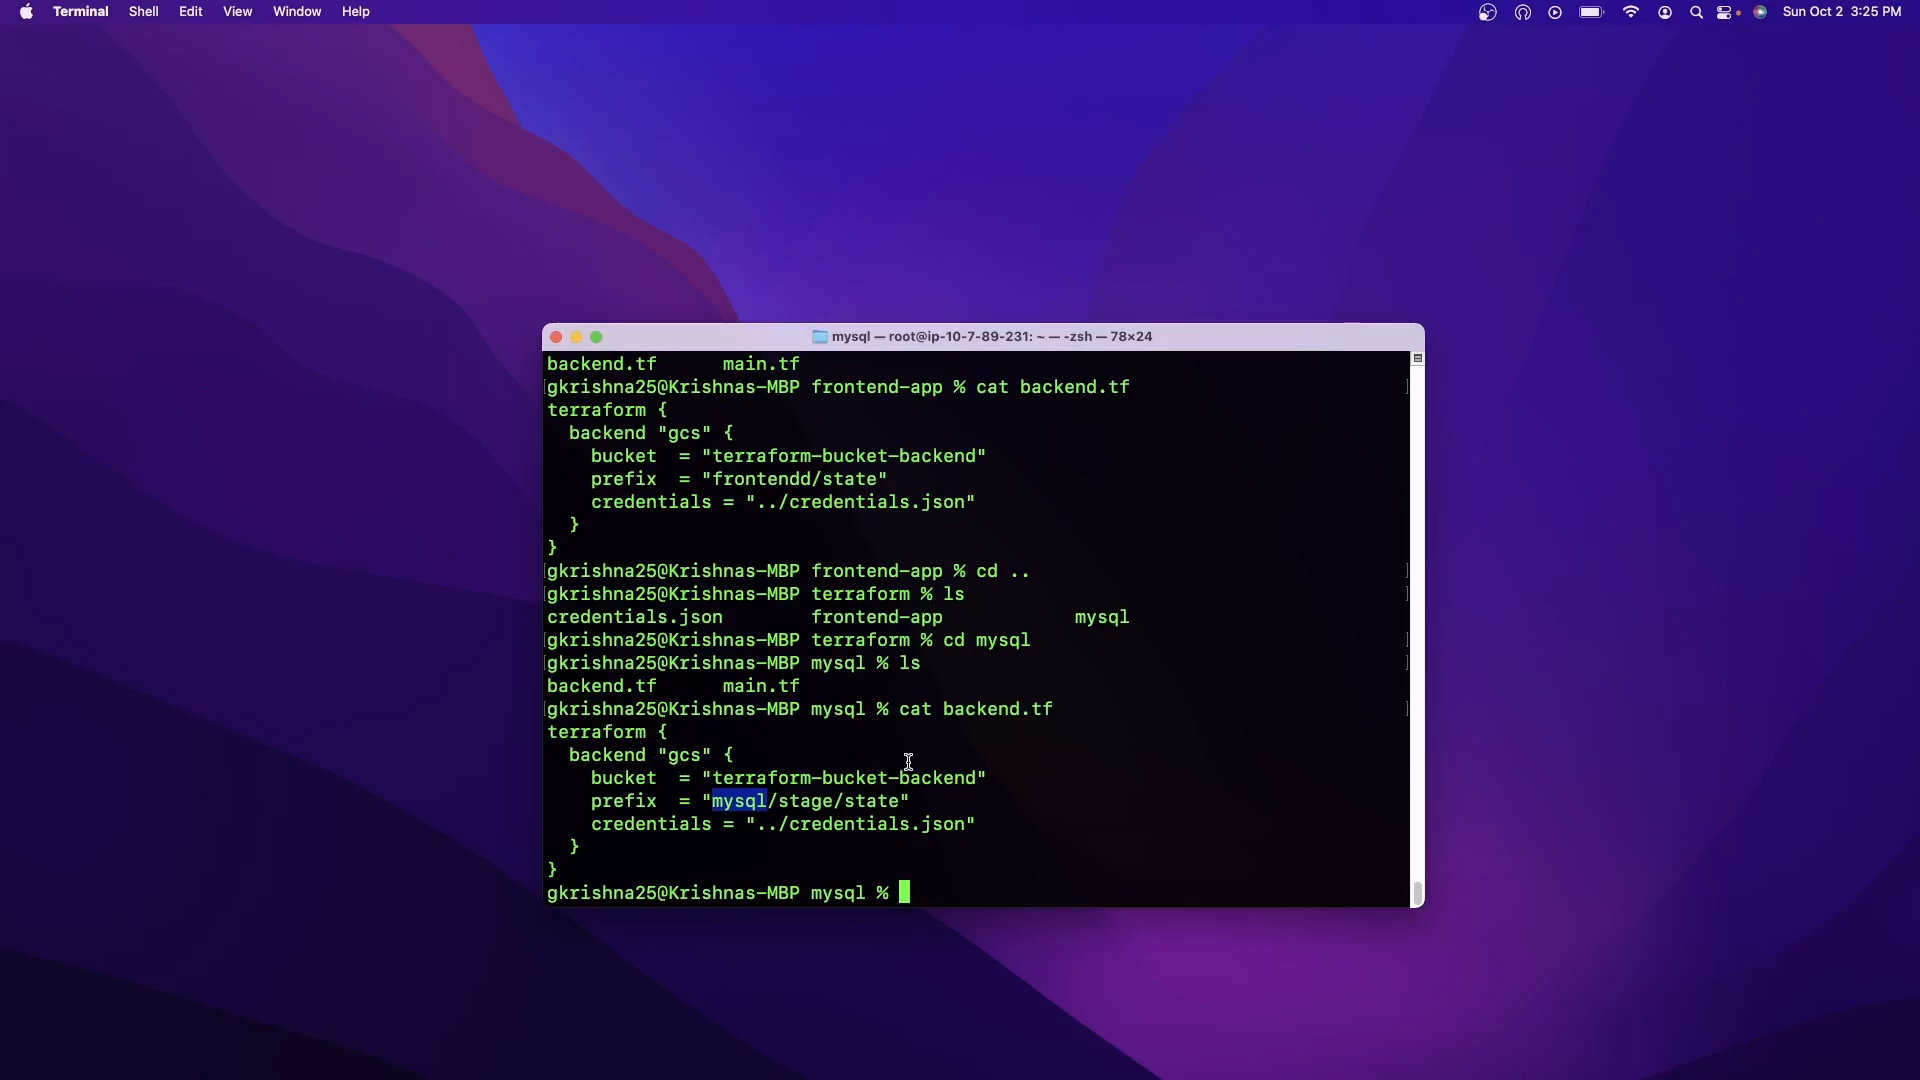 Terminal Shell Edit View Window Help Sun Oct 2 3:25 PM
mysql — root@ip-10-7-89-231: ~ — -zsh — 78×24
backend.tf main.tf
[gkrishna25@Krishnas-MBP frontend-app % cat backend.tf ]
terraform {
  backend "gcs" {
    bucket  = "terraform-bucket-backend"
    prefix  = "frontendd/state"
    credentials = "../credentials.json"
  }
}
[gkrishna25@Krishnas-MBP frontend-app % cd .. ]
[gkrishna25@Krishnas-MBP terraform % ls ]
credentials.json frontend-app mysql
[gkrishna25@Krishnas-MBP terraform % cd mysql ]
[gkrishna25@Krishnas-MBP mysql % ls ]
backend.tf main.tf
[gkrishna25@Krishnas-MBP mysql % cat backend.tf ]
terraform {
  backend "gcs" {
    bucket  = "terraform-bucket-backend"
    prefix  = "mysql/stage/state"
    credentials = "../credentials.json"
  }
}
gkrishna25@Krishnas-MBP mysql %